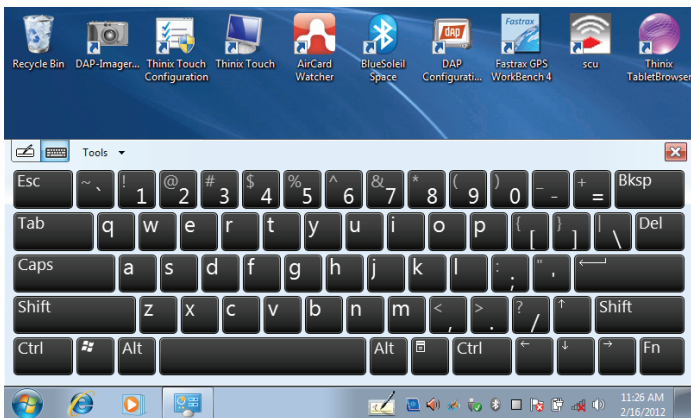 Fastrax
DAP
Recycle Bin DAP-Imager... Thinix Touch Configuration Thinix Touch AirCard Watcher BlueSoleil Space DAP Configurati... Fastrax GPS WorkBench 4 scu Thinix TabletBrowser
Tools
Esc ~ ` ! 1 @ 2 # 3 $ 4 % 5 ^ 6 & 7 * 8 ( 9 ) 0 _ - + = Bksp
Tab q w e r t y u i o p { [ } ] | \ Del
Caps a s d f g h j k l : ; " ' 
Shift z x c v b n m < , > . ? / ↑ Shift
Ctrl Alt Alt Ctrl ← ↓ → Fn
11:26 AM
2/16/2012